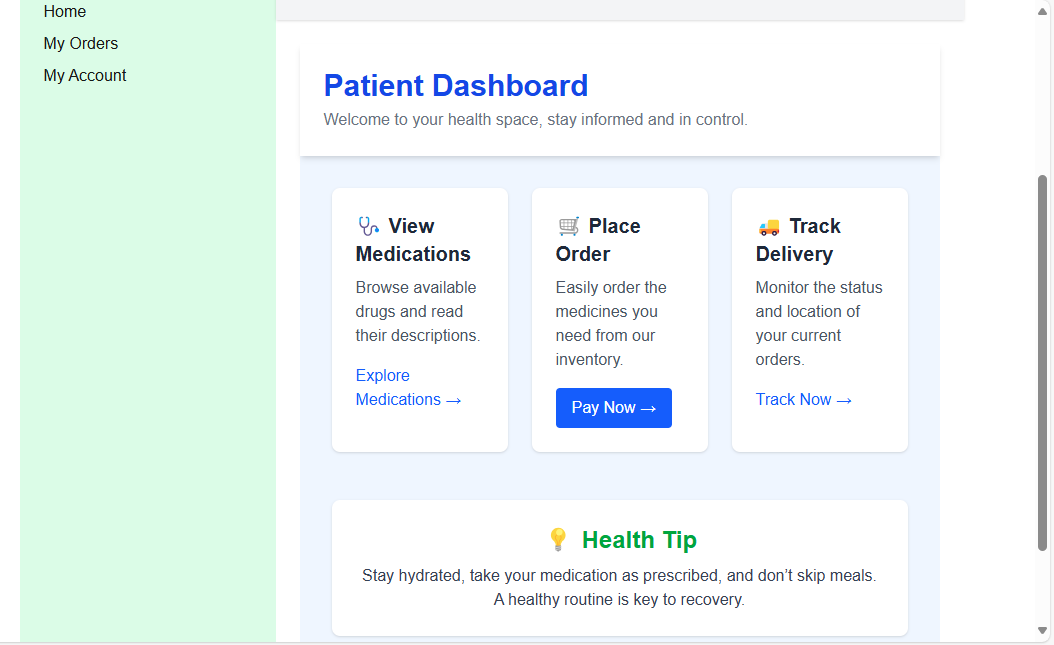 Home
My Orders
My Account
Patient Dashboard
Welcome to your health space, stay informed and in control.
View
Medications
Browse available
drugs and read
their descriptions.
Explore
Medications →
Place
Order
Easily order the
medicines you
need from our
inventory.
Pay Now →
Track
Delivery
Monitor the status
and location of
your current
orders.
Track Now →
Health Tip
Stay hydrated, take your medication as prescribed, and don’t skip meals.
A healthy routine is key to recovery.